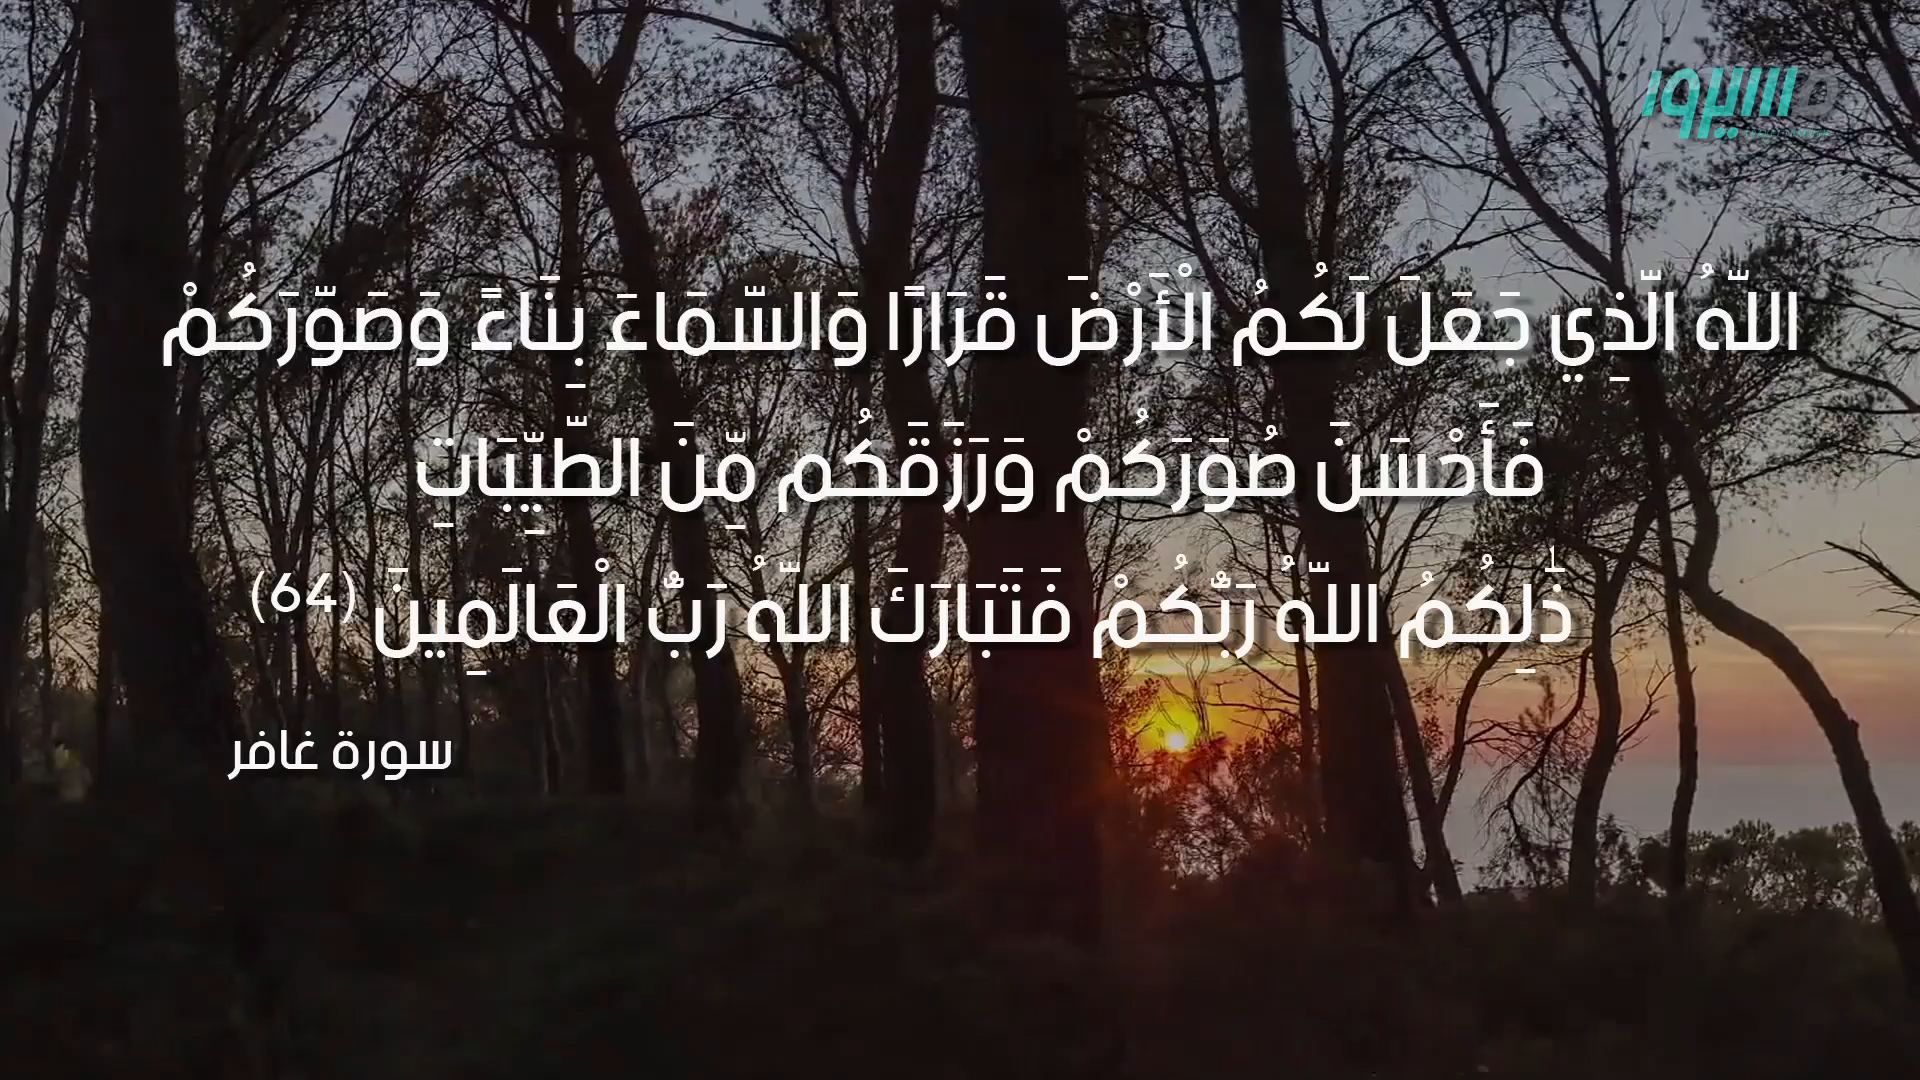 اللَّهُ الَّذِي جَعَلَ لَكُمُ الْأَرْضَ قَرَارًا وَالسَّمَاءَ بِنَاءً وَصَوَّرَكُمْ
فَأَحْسَنَ صُوَرَكُمْ وَرَزَقَكُم مِّنَ الطَّيِّبَاتِ
ذَٰلِكُمُ اللَّهُ رَبُّكُمْ فَتَبَارَكَ اللَّهُ رَبُّ الْعَالَمِينَ (64)
سورة غافر